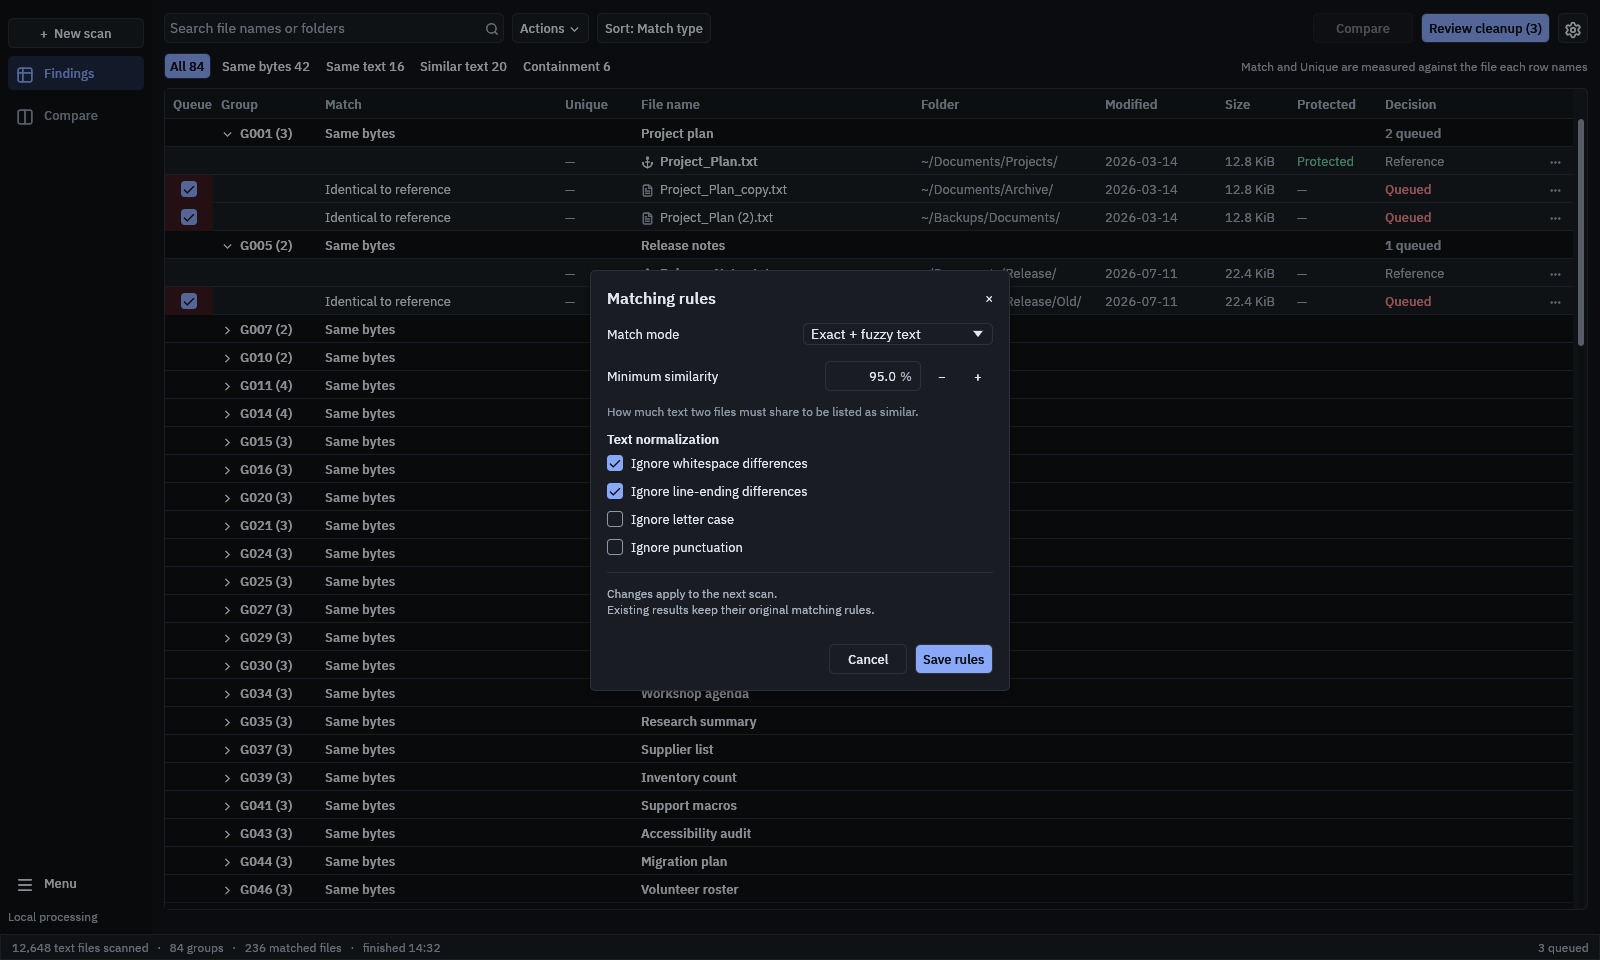 + New scan
Findings
Compare
Search file names or folders
Actions
Sort: Match type
Compare
Review cleanup (3)
All 84 Same bytes 42 Same text 16 Similar text 20 Containment 6
Match and Unique are measured against the file each row names
Queue Group Match Unique File name Folder Modified Size Protected Decision
G001 (3) Same bytes Project plan 2 queued
— Project_Plan.txt ~/Documents/Projects/ 2026-03-14 12.8 KiB Protected Reference ···
Identical to reference — Project_Plan_copy.txt ~/Documents/Archive/ 2026-03-14 12.8 KiB — Queued ···
Identical to reference — Project_Plan (2).txt ~/Backups/Documents/ 2026-03-14 12.8 KiB — Queued ···
G005 (2) Same bytes Release notes 1 queued
— Release/ 2026-07-11 22.4 KiB — Reference ···
Identical to reference — Release/Old/ 2026-07-11 22.4 KiB — Queued ···
G007 (2) Same bytes
G010 (2) Same bytes
G011 (4) Same bytes
G014 (4) Same bytes
G015 (3) Same bytes
G016 (3) Same bytes
G020 (3) Same bytes
G021 (3) Same bytes
G024 (3) Same bytes
G025 (3) Same bytes
G027 (3) Same bytes
G029 (3) Same bytes
G030 (3) Same bytes
G034 (3) Same bytes Workshop agenda
G035 (3) Same bytes Research summary
G037 (3) Same bytes Supplier list
G039 (3) Same bytes Inventory count
G041 (3) Same bytes Support macros
G043 (3) Same bytes Accessibility audit
G044 (3) Same bytes Migration plan
G046 (3) Same bytes Volunteer roster
Matching rules
×
Match mode Exact + fuzzy text
Minimum similarity 95.0 % − +
How much text two files must share to be listed as similar.
Text normalization
Ignore whitespace differences
Ignore line-ending differences
Ignore letter case
Ignore punctuation
Changes apply to the next scan.
Existing results keep their original matching rules.
Cancel
Save rules
Menu
Local processing
12,648 text files scanned · 84 groups · 236 matched files · finished 14:32
3 queued